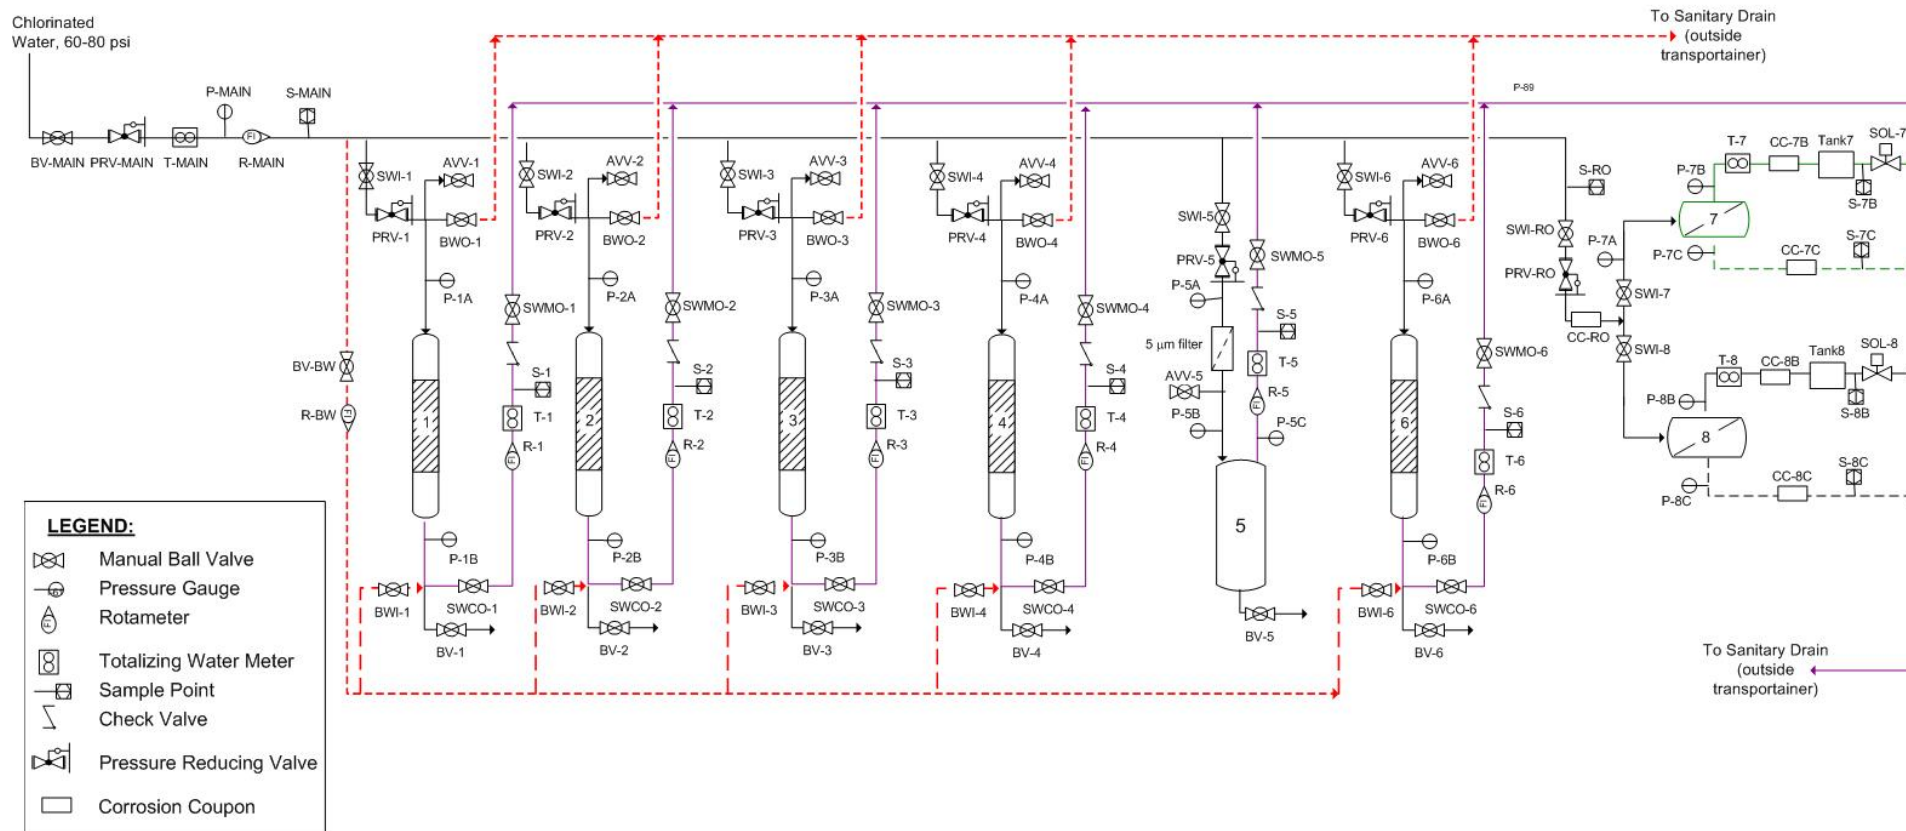 Chlorinated
Water, 60-80 psi
To Sanitary Drain
(outside
transportainer)
P-89
P-MAIN
S-MAIN
FI
BV-MAIN
PRV-MAIN
T-MAIN
R-MAIN
SWI-1
AVV-1
PRV-1
BWO-1
SWI-2
AVV-2
PRV-2
BWO-2
SWI-3
AVV-3
PRV-3
BWO-3
SWI-4
AVV-4
PRV-4
BWO-4
SWI-5
PRV-5
P-5A
SWMO-5
SWI-6
AVV-6
PRV-6
BWO-6
S-RO
SWI-RO
PRV-RO
CC-RO
P-7A
SWI-7
SWI-8
P-7B
T-7
CC-7B
Tank7
SOL-7
S-7B
7
P-7C
CC-7C
S-7C
P-1A
P-2A
P-3A
P-4A
P-6A
SWMO-1
SWMO-2
SWMO-3
SWMO-4
SWMO-6
BV-BW
R-BW
FI
1
2
3
4
6
S-1
T-1
R-1
FI
S-2
T-2
R-2
FI
S-3
T-3
R-3
FI
S-4
T-4
R-4
FI
5 µm filter
AVV-5
P-5B
S-5
T-5
R-5
FI
P-5C
5
BV-5
S-6
T-6
R-6
FI
P-8B
T-8
CC-8B
Tank8
SOL-8
S-8B
8
P-8C
CC-8C
S-8C
P-1B
P-2B
P-3B
P-4B
P-6B
BWI-1
SWCO-1
BV-1
BWI-2
SWCO-2
BV-2
BWI-3
SWCO-3
BV-3
BWI-4
SWCO-4
BV-4
BWI-6
SWCO-6
BV-6
To Sanitary Drain
(outside
transportainer)
LEGEND:
Manual Ball Valve
Pressure Gauge
FI
Rotameter
Totalizing Water Meter
Sample Point
Check Valve
Pressure Reducing Valve
Corrosion Coupon